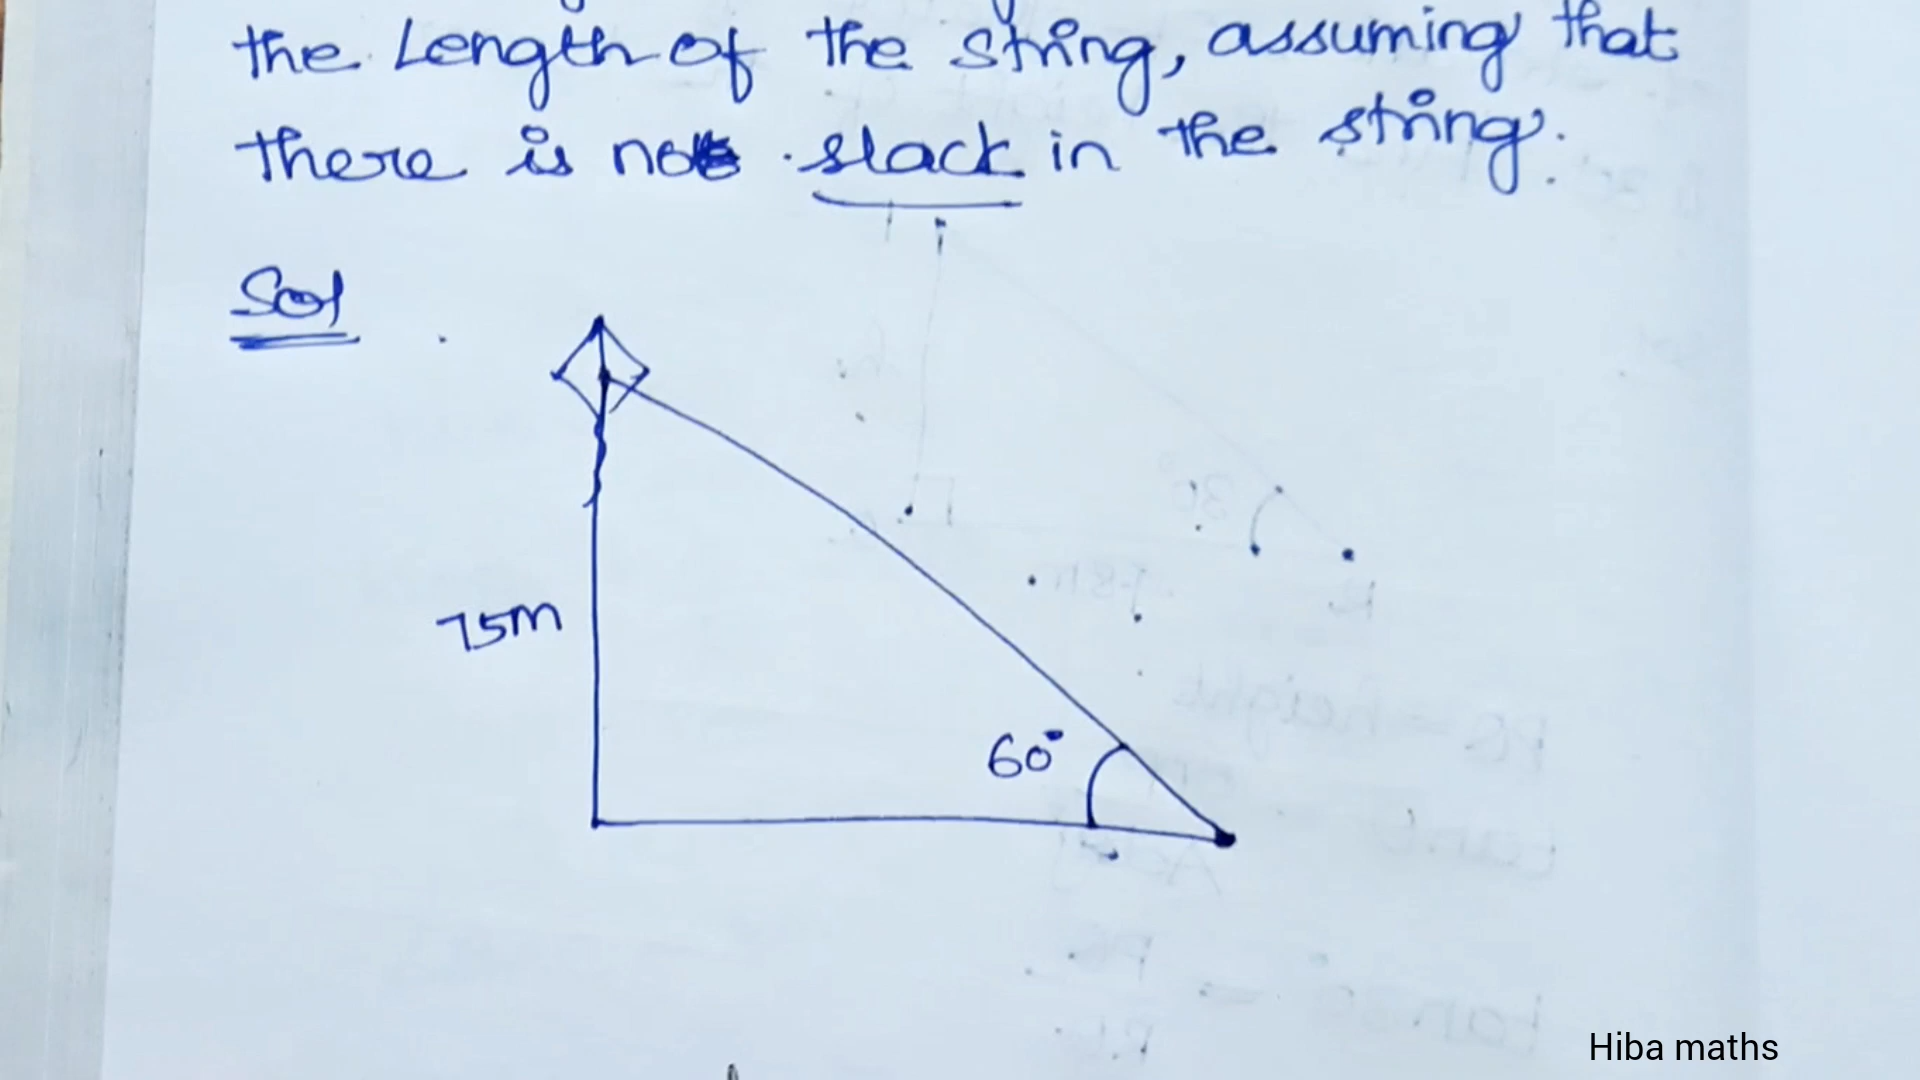 the Length of the string, assuming that
there is no slack in the string.
Sol
75m
60°
Hiba maths